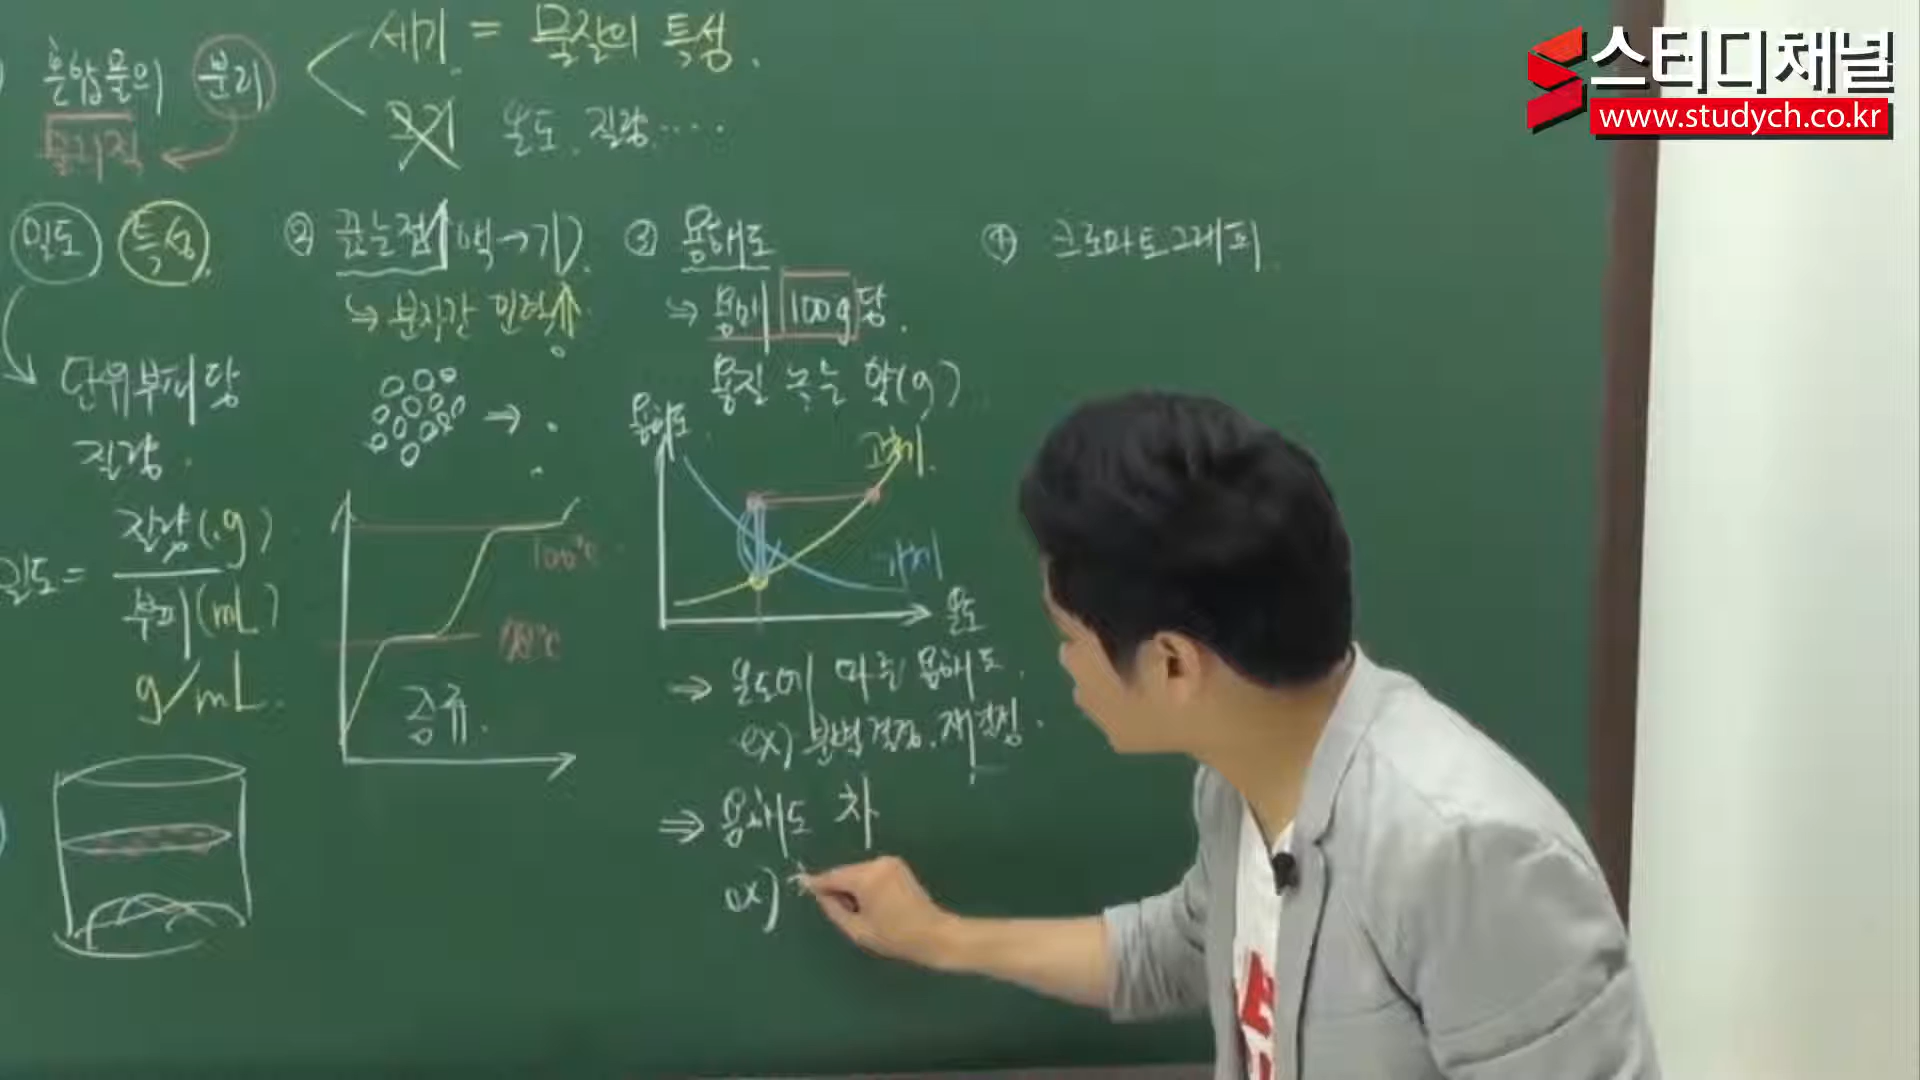 스터디채널
www.studych.co.kr
혼합물의 분리
물리적
세기 = 물질의 특성.
크기 온도, 질량.....
밀도 특성.
단위부피당
질량.
밀도 = 질량(g)
부피(mL)
g/mL.
② 끓는점 (액→기).
↳ 분자간 인력↑
100℃
증류.
③ 용해도
⇒ 용매 100g당.
용질 녹는 양(g)
용해도.
고체.
기체
온도
⇒ 온도에 따른 용해도.
ex) 분별결정, 재결정.
⇒ 용해도 차
ex)
④ 크로마토그래피.